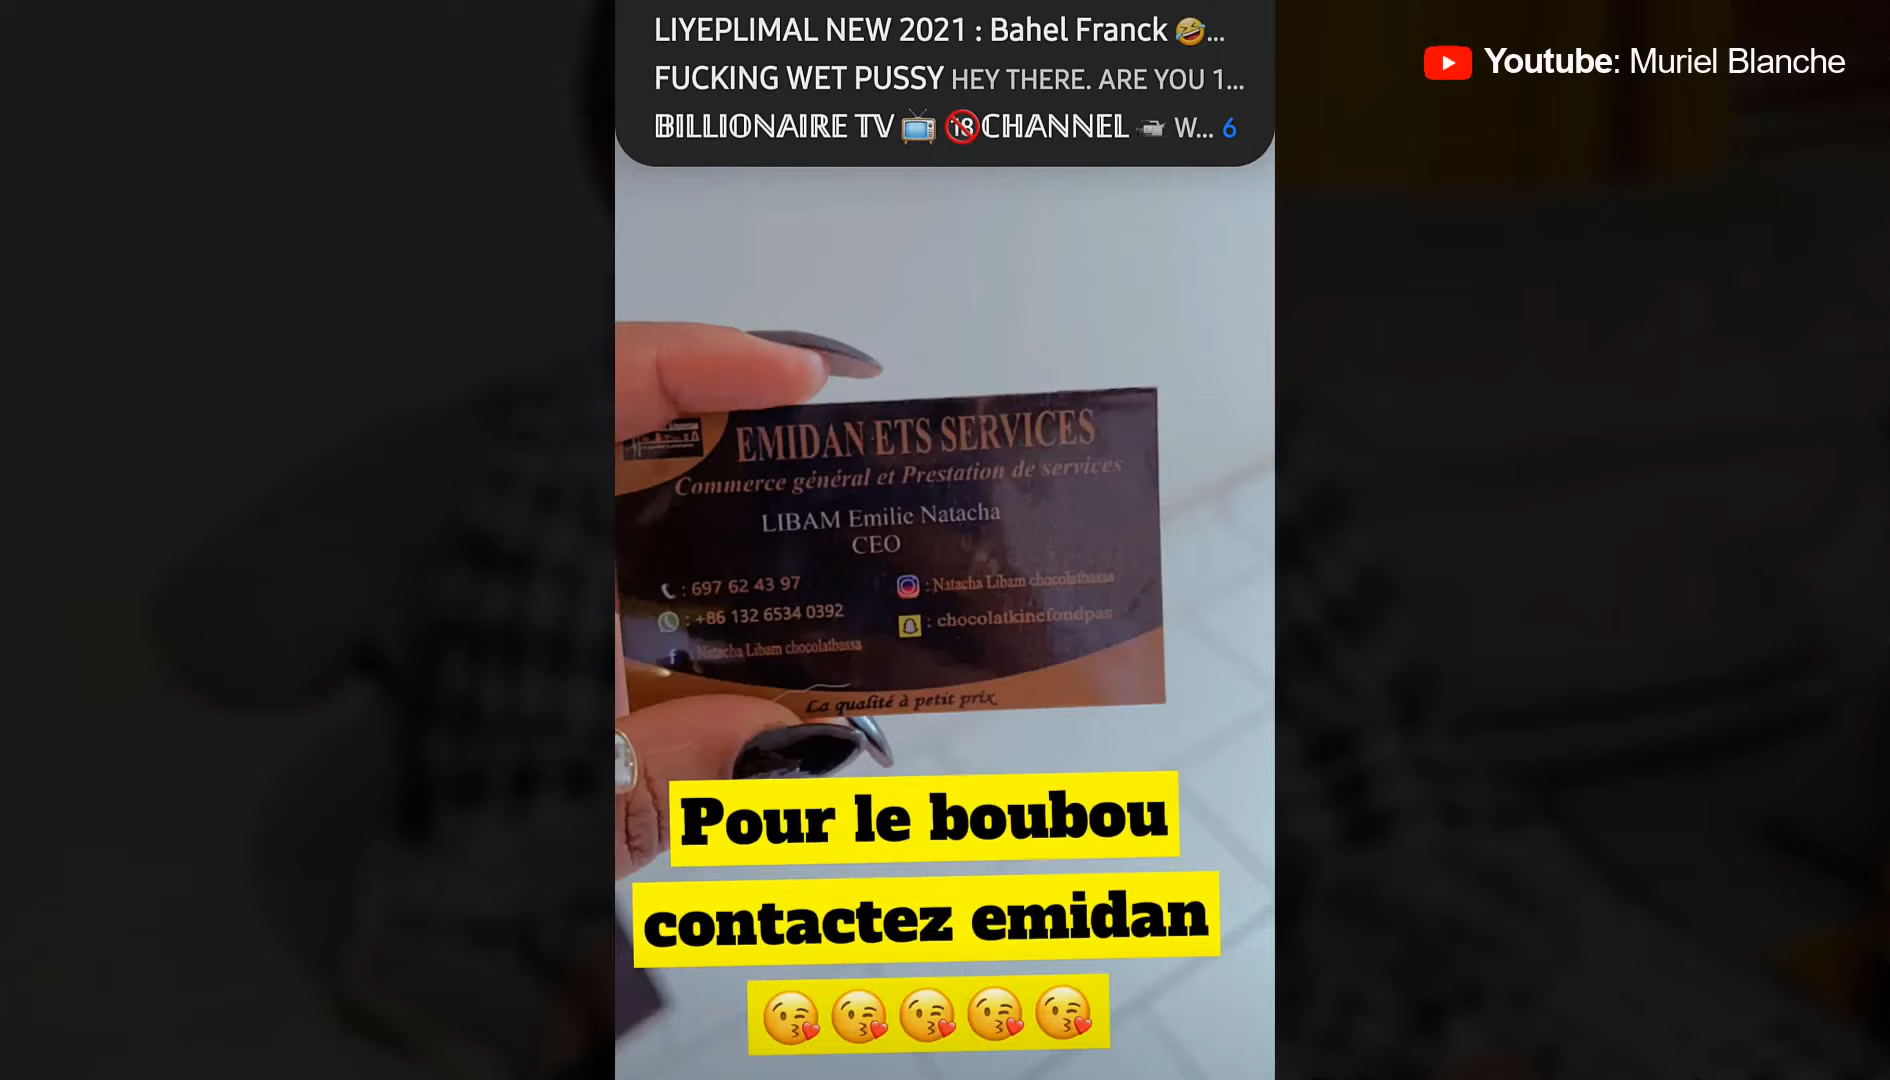 LIYEPLIMAL NEW 2021 : Bahel Franck 🤣...
FUCKING WET PUSSY HEY THERE. ARE YOU 1...
𝔹𝕀𝕃𝕃𝕀𝕆ℕ𝔸𝕀ℝ𝔼 𝕋𝕍📺 🔞ℂℍ𝔸ℕℕ𝔼𝕃 📹 W... 6
Youtube: Muriel Blanche
EMIDAN ETS SERVICES
Commerce général et Prestation de services
LIBAM Emilie Natacha
CEO
: 697 62 43 97
: +86 132 6534 0392
: Natacha Libam chocolatbassa
: Natacha Libam chocolatbassa
: chocolatkinefondpas
La qualité à petit prix
Pour le boubou
contactez emidan
😘😘😘😘😘